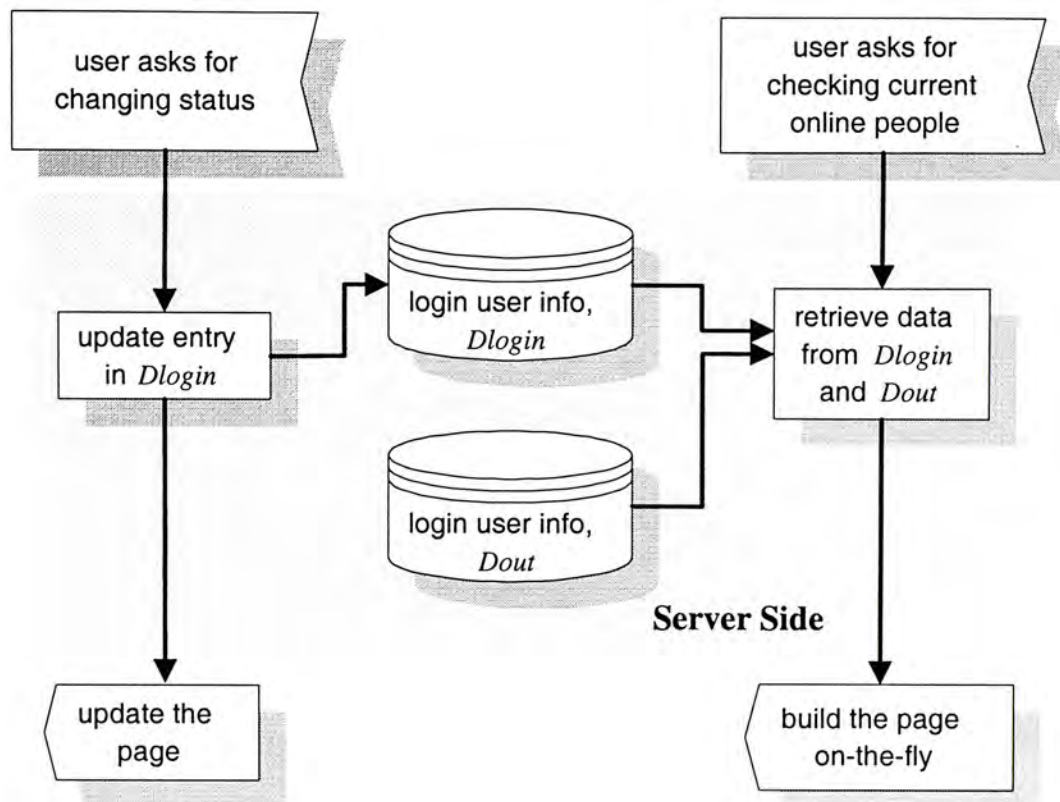 user asks for
changing status
user asks for
checking current
online people
login user info,
Dlogin
update entry
in Dlogin
retrieve data
from Dlogin
and Dout
login user info,
Dout
Server Side
update the
page
build the page
on-the-fly